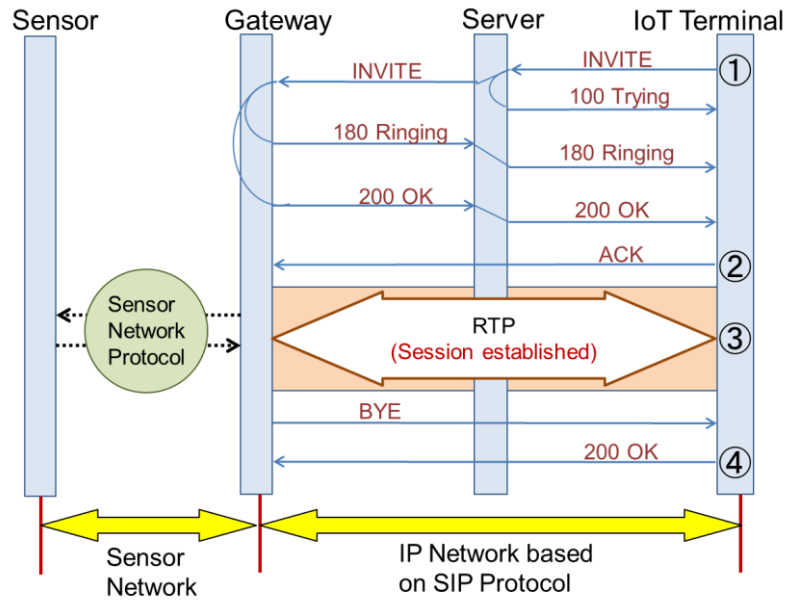 Sensor
Gateway
Server
IoT Terminal
INVITE
INVITE
①
100 Trying
180 Ringing
180 Ringing
200 OK
200 OK
ACK
②
Sensor
Network
Protocol
RTP
(Session established)
③
BYE
200 OK
④
Sensor
Network
IP Network based
on SIP Protocol